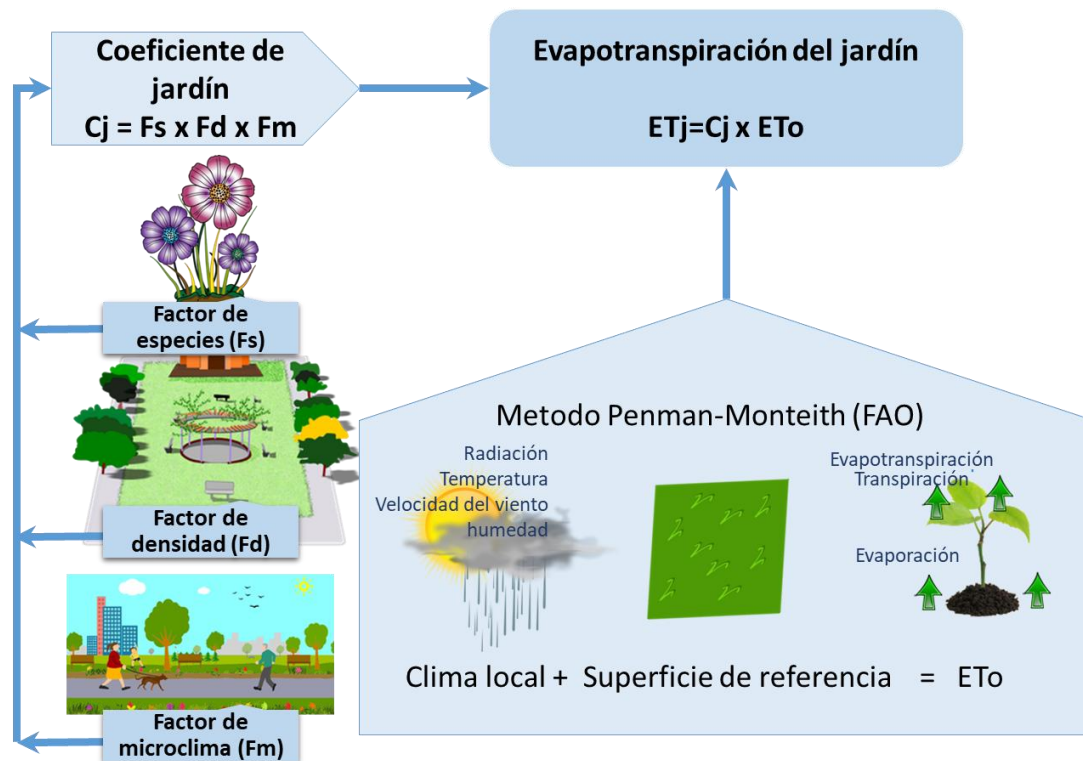 Coeficiente de
jardín
Cj = Fs x Fd x Fm
Evapotranspiración del jardín
ETj=Cj x ETo
Factor de
especies (Fs)
Factor de
densidad (Fd)
Factor de
microclima (Fm)
Metodo Penman-Monteith (FAO)
Radiación
Temperatura
Velocidad del viento
humedad
Evapotranspiración
Transpiración
Evaporación
Clima local + Superficie de referencia = ETo